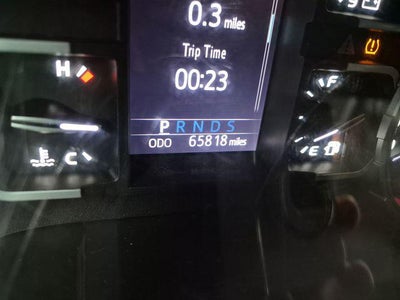 0.3 miles
Trip Time
00:23
H
F
P R N D S
C
E
ODO 65818 miles